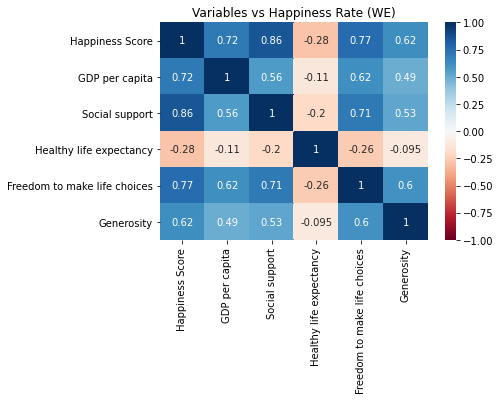 Variables vs Happiness Rate (WE)
Happiness Score 1 0.72 0.86 -0.28 0.77 0.62
GDP per capita 0.72 1 0.56 -0.11 0.62 0.49
Social support 0.86 0.56 1 -0.2 0.71 0.53
Healthy life expectancy -0.28 -0.11 -0.2 1 -0.26 -0.095
Freedom to make life choices 0.77 0.62 0.71 -0.26 1 0.6
Generosity 0.62 0.49 0.53 -0.095 0.6 1
Happiness Score
GDP per capita
Social support
Healthy life expectancy
Freedom to make life choices
Generosity
1.00
0.75
0.50
0.25
0.00
−0.25
−0.50
−0.75
−1.00